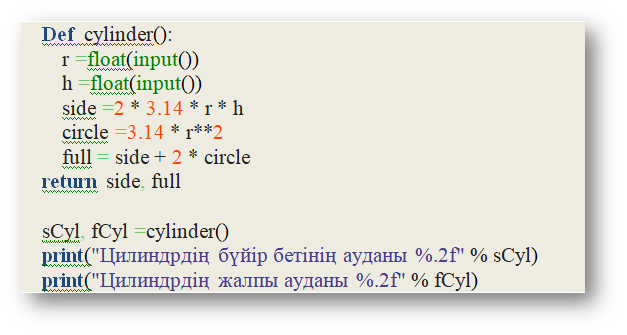 Def cylinder():
    r =float(input())
    h =float(input())
    side =2 * 3.14 * r * h
    circle =3.14 * r**2
    full = side + 2 * circle
return side, full

sCyl, fCyl =cylinder()
print("Цилиндрдің бүйір бетінің ауданы %.2f" % sCyl)
print("Цилиндрдің жалпы ауданы %.2f" % fCyl)